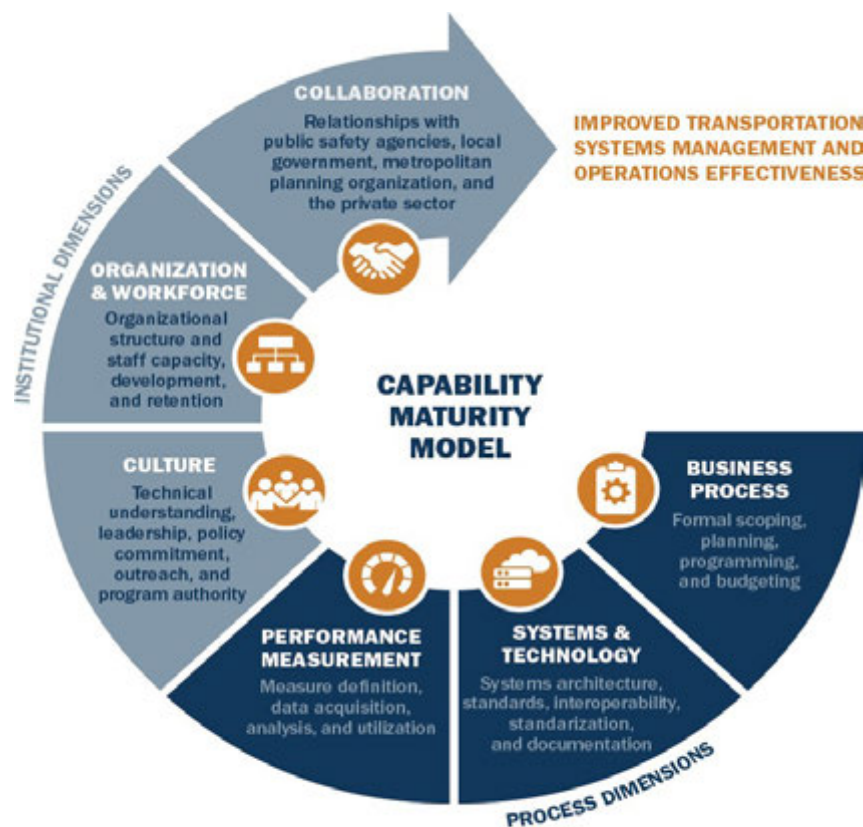 COLLABORATION
Relationships with
public safety agencies, local
government, metropolitan
planning organization, and
the private sector
IMPROVED TRANSPORTATION
SYSTEMS MANAGEMENT AND
OPERATIONS EFFECTIVENESS
INSTITUTIONAL DIMENSIONS
ORGANIZATION
& WORKFORCE
Organizational
structure and
staff capacity,
development,
and retention
CAPABILITY
MATURITY
MODEL
CULTURE
Technical
understanding,
leadership, policy
commitment,
outreach, and
program authority
BUSINESS
PROCESS
Formal scoping,
planning,
programming,
and budgeting
PERFORMANCE
MEASUREMENT
Measure definition,
data acquisition,
analysis, and utilization
SYSTEMS &
TECHNOLOGY
Systems architecture,
standards, interoperability,
standarization,
and documentation
PROCESS DIMENSIONS